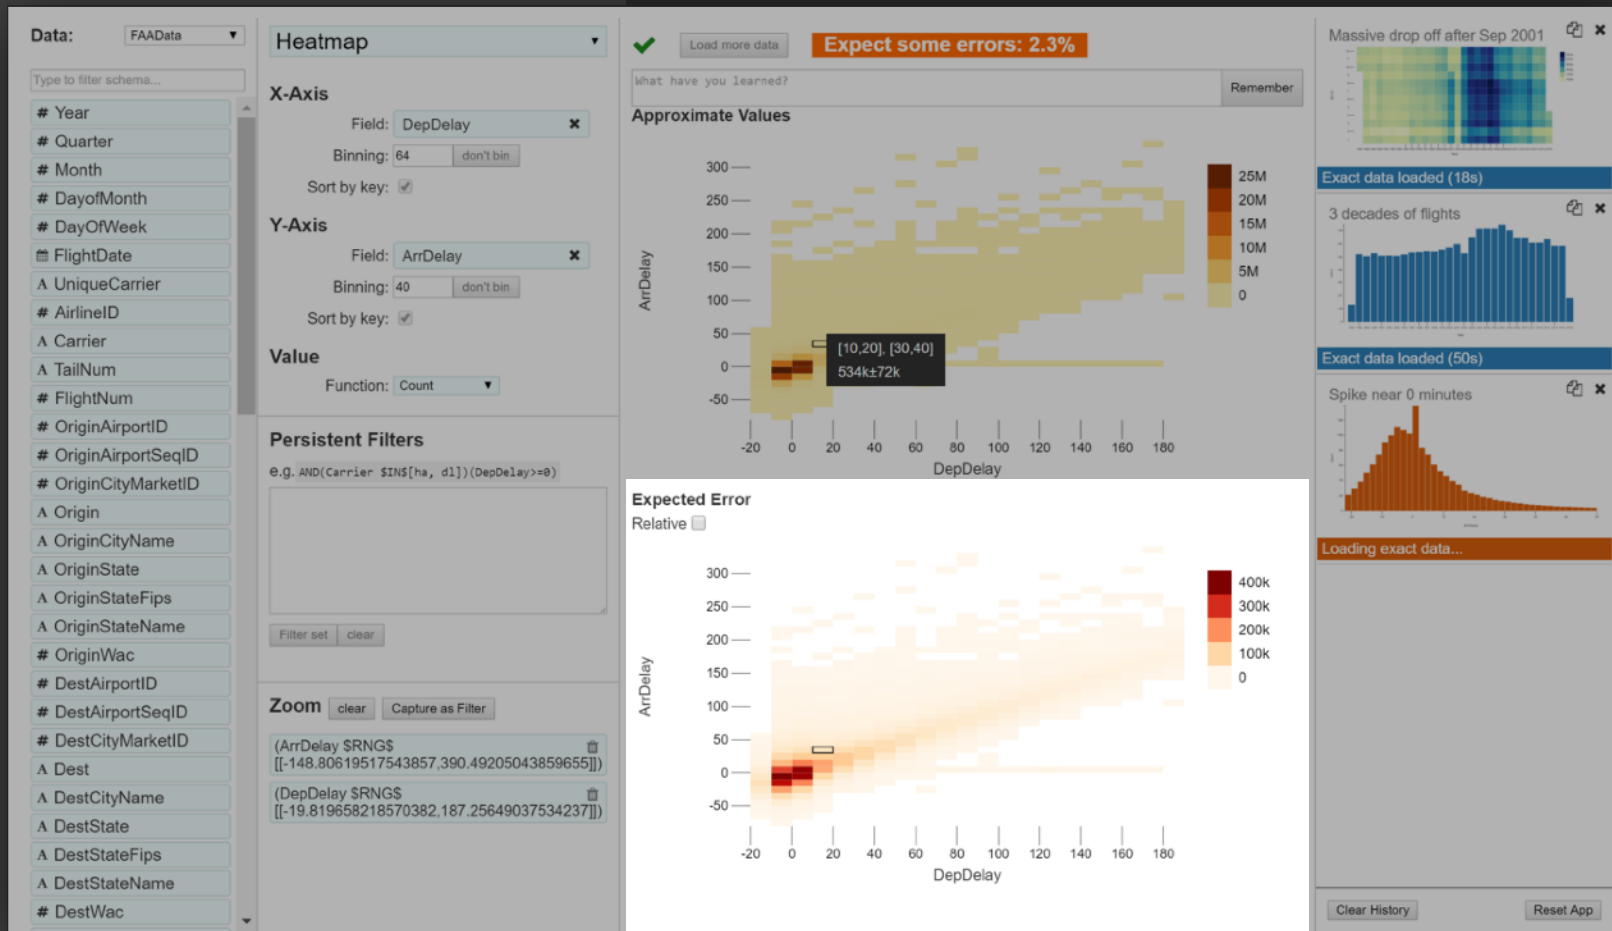 Data:
FAAData
Type to filter schema...
# Year
# Quarter
# Month
# DayofMonth
# DayOfWeek
FlightDate
A UniqueCarrier
# AirlineID
A Carrier
A TailNum
# FlightNum
# OriginAirportID
# OriginAirportSeqID
# OriginCityMarketID
A Origin
A OriginCityName
A OriginState
# OriginStateFips
A OriginStateName
# OriginWac
# DestAirportID
# DestAirportSeqID
# DestCityMarketID
A Dest
A DestCityName
A DestState
A DestStateFips
A DestStateName
# DestWac
Heatmap
X-Axis
Field: DepDelay
Binning: 64 don't bin
Sort by key:
Y-Axis
Field: ArrDelay
Binning: 40 don't bin
Sort by key:
Value
Function: Count
Persistent Filters
e.g. AND(Carrier $IN$[ha, dl])(DepDelay>=0)
Filter set clear
Zoom clear Capture as Filter
(ArrDelay $RNG$
[[-148.80619517543857,390.49205043859655]])
(DepDelay $RNG$
[[-19.819658218570382,187.25649037534237]])
Load more data
Expect some errors: 2.3%
What have you learned?
Remember
Approximate Values
300
250
200
150
100
50
0
-50
ArrDelay
-20 0 20 40 60 80 100 120 140 160 180
DepDelay
25M
20M
15M
10M
5M
0
[10,20], [30,40]
534k±72k
Expected Error
Relative
300
250
200
150
100
50
0
-50
ArrDelay
-20 0 20 40 60 80 100 120 140 160 180
DepDelay
400k
300k
200k
100k
0
Massive drop off after Sep 2001
Exact data loaded (18s)
3 decades of flights
Exact data loaded (50s)
Spike near 0 minutes
Loading exact data...
Clear History
Reset App